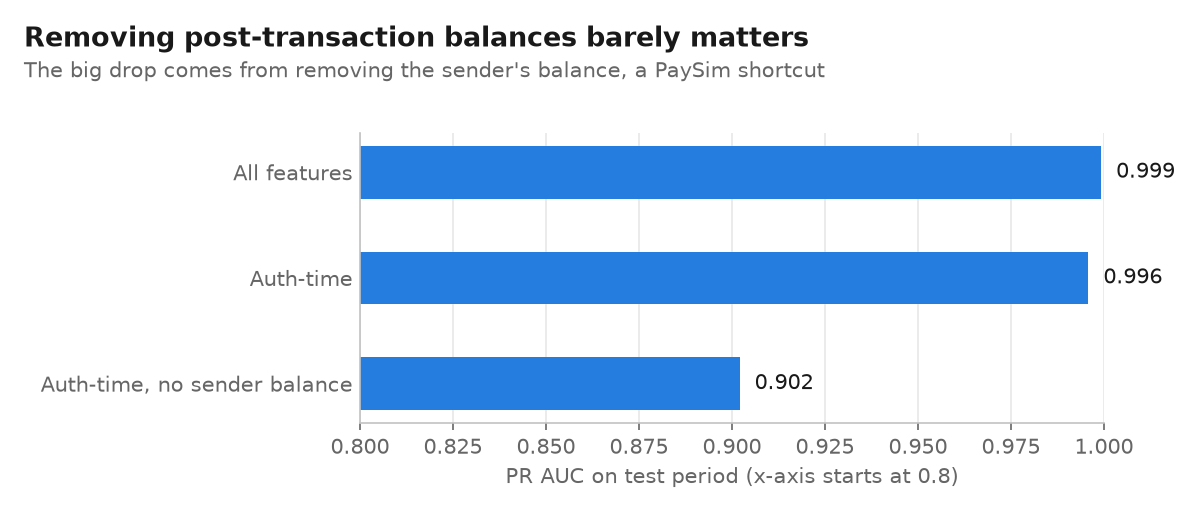 Removing post-transaction balances barely matters
The big drop comes from removing the sender's balance, a PaySim shortcut
All features
0.999
Auth-time
0.996
Auth-time, no sender balance
0.902
0.800 0.825 0.850 0.875 0.900 0.925 0.950 0.975 1.000
PR AUC on test period (x-axis starts at 0.8)